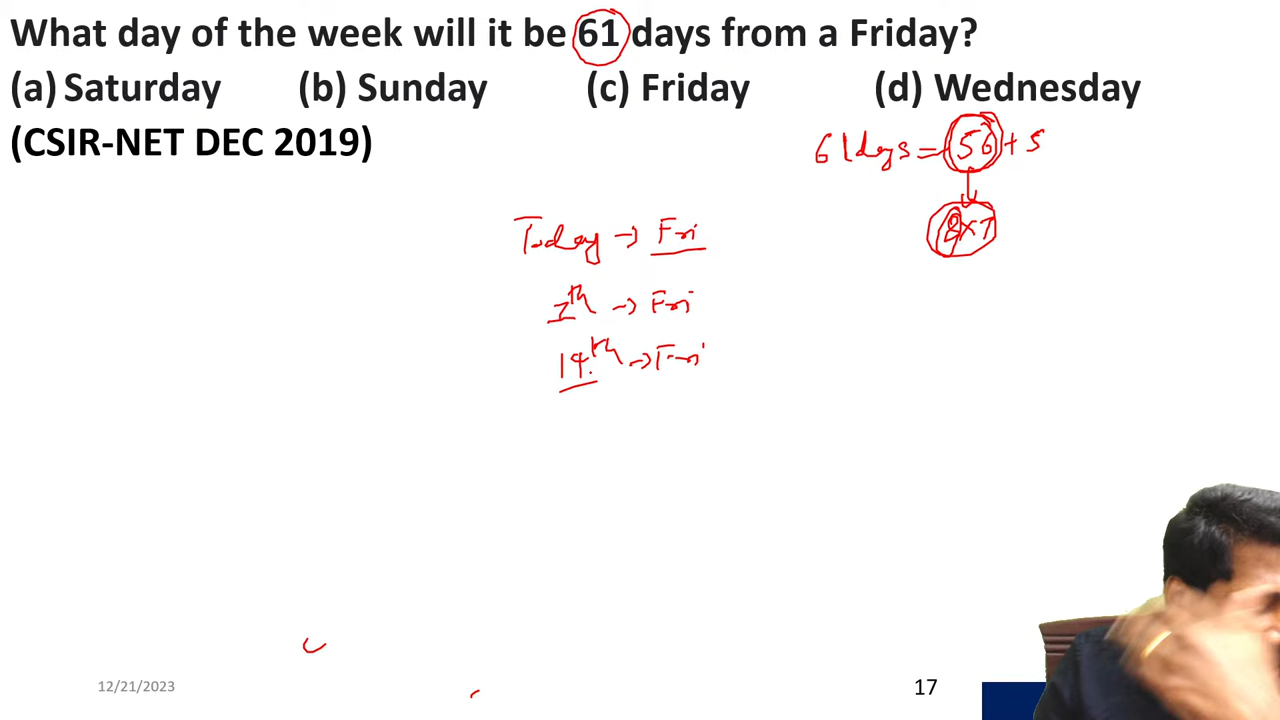 What day of the week will it be 61 days from a Friday?
(a) Saturday (b) Sunday (c) Friday (d) Wednesday
(CSIR-NET DEC 2019)
61 days = 56 + 5
8×7
Today → Fri
7th → Fri
14th → Fri
12/21/2023 17